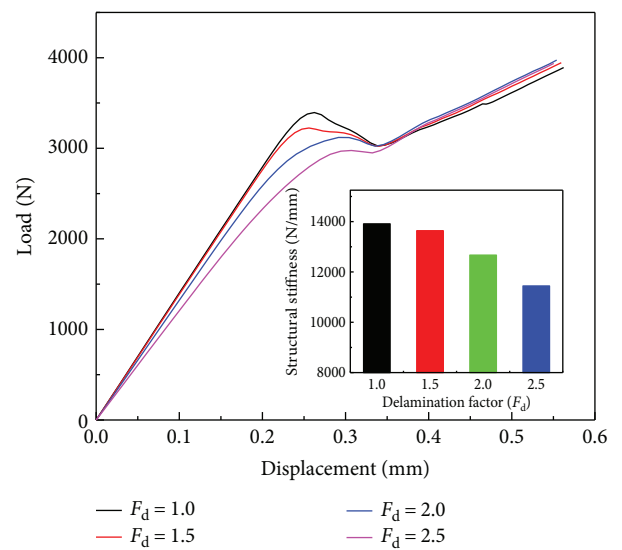 4000
3000
2000
1000
0
Load (N)
0.0 0.1 0.2 0.3 0.4 0.5 0.6
Displacement (mm)
14000
12000
10000
8000
Structural stiffness (N/mm)
1.0 1.5 2.0 2.5
Delamination factor (Fd)
Fd = 1.0
Fd = 1.5
Fd = 2.0
Fd = 2.5